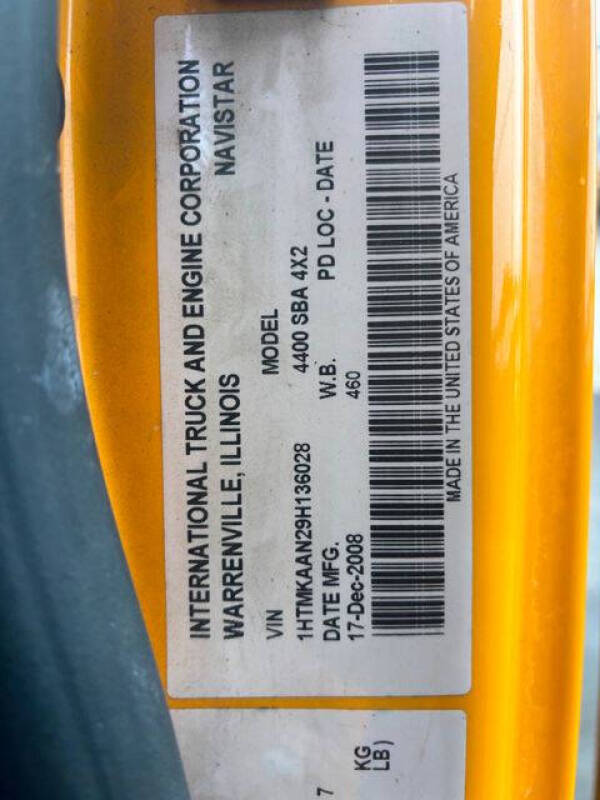 INTERNATIONAL TRUCK AND ENGINE CORPORATION
WARRENVILLE, ILLINOIS NAVISTAR
VIN MODEL
1HTMKAAN29H136028 4400 SBA 4X2
DATE MFG. W.B. PD LOC - DATE
17-Dec-2008 460
MADE IN THE UNITED STATES OF AMERICA
7 KG
LB)